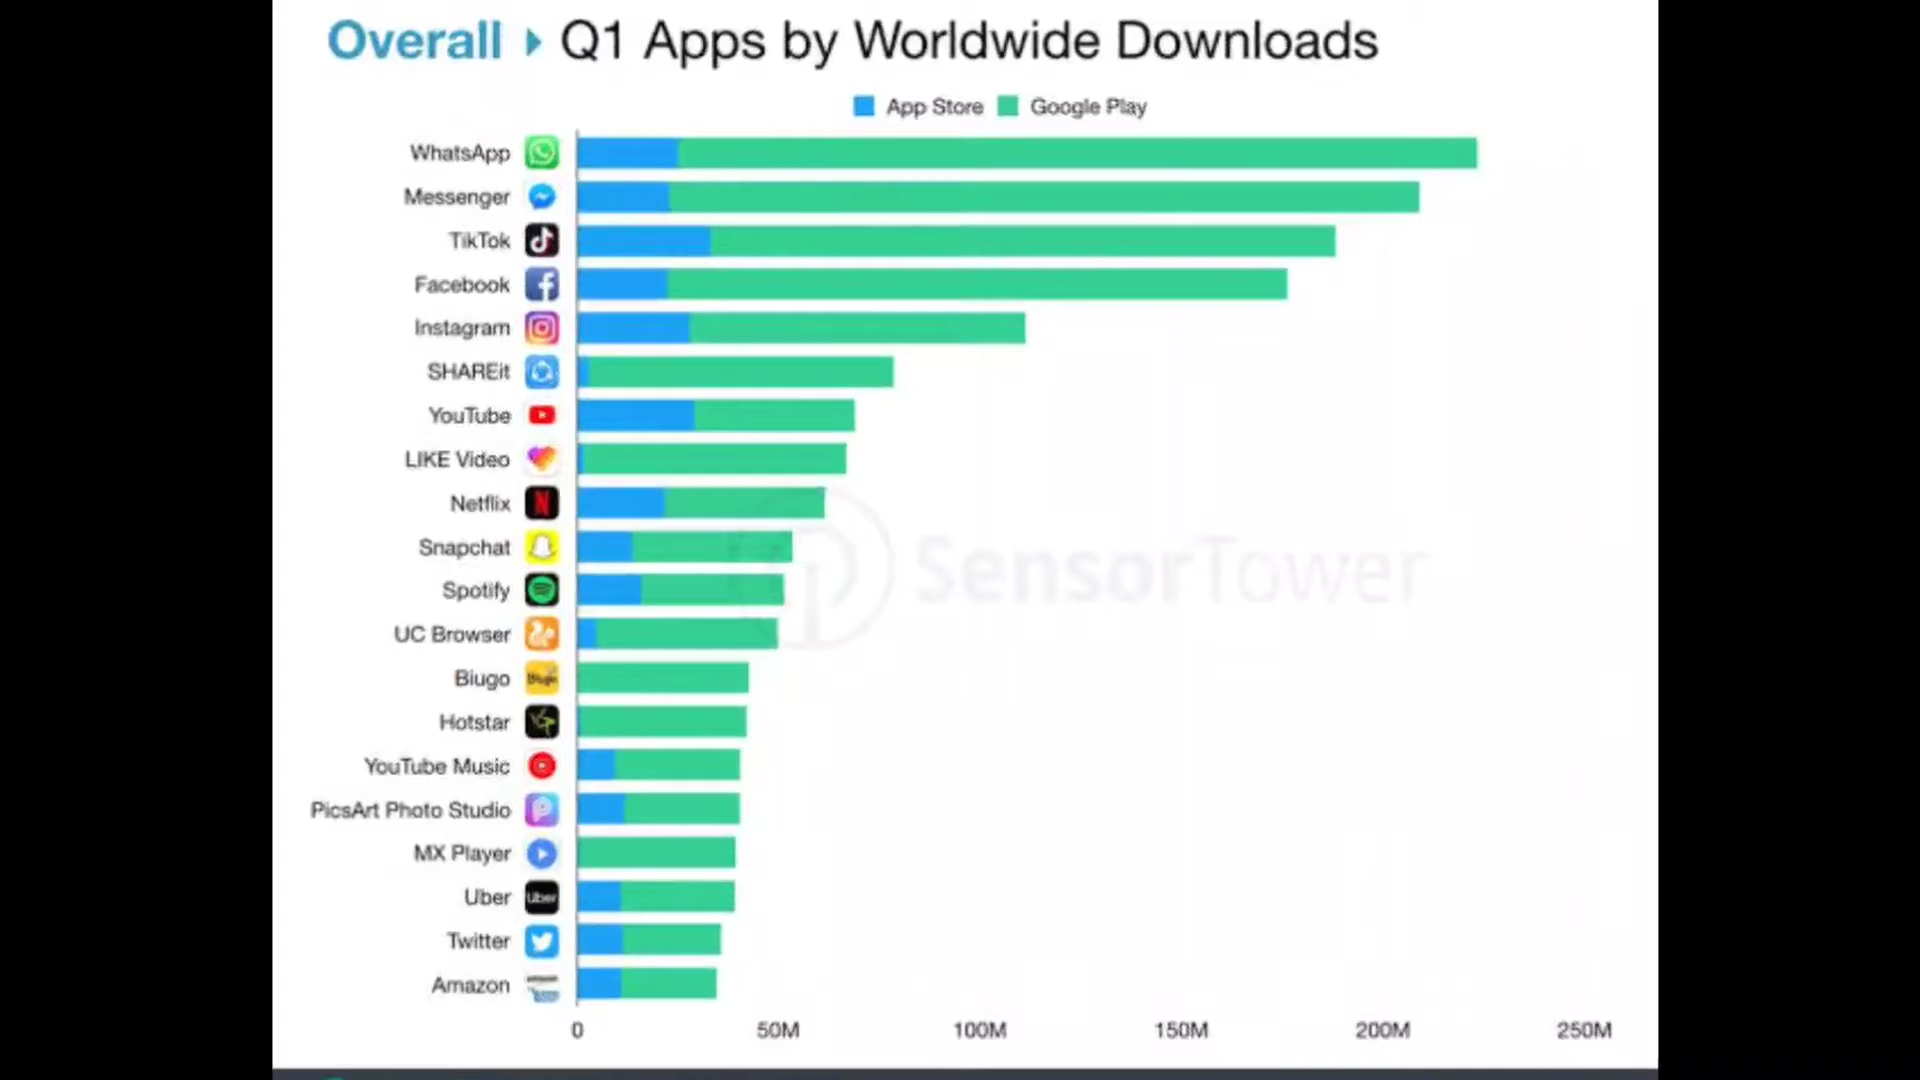 Overall ▸ Q1 Apps by Worldwide Downloads
App Store Google Play
WhatsApp
Messenger
TikTok
Facebook
Instagram
SHAREit
YouTube
LIKE Video
Netflix
Snapchat
Spotify
UC Browser
Biugo
Hotstar
YouTube Music
PicsArt Photo Studio
MX Player
Uber
Uber
Twitter
Amazon
SensorTower
0 50M 100M 150M 200M 250M